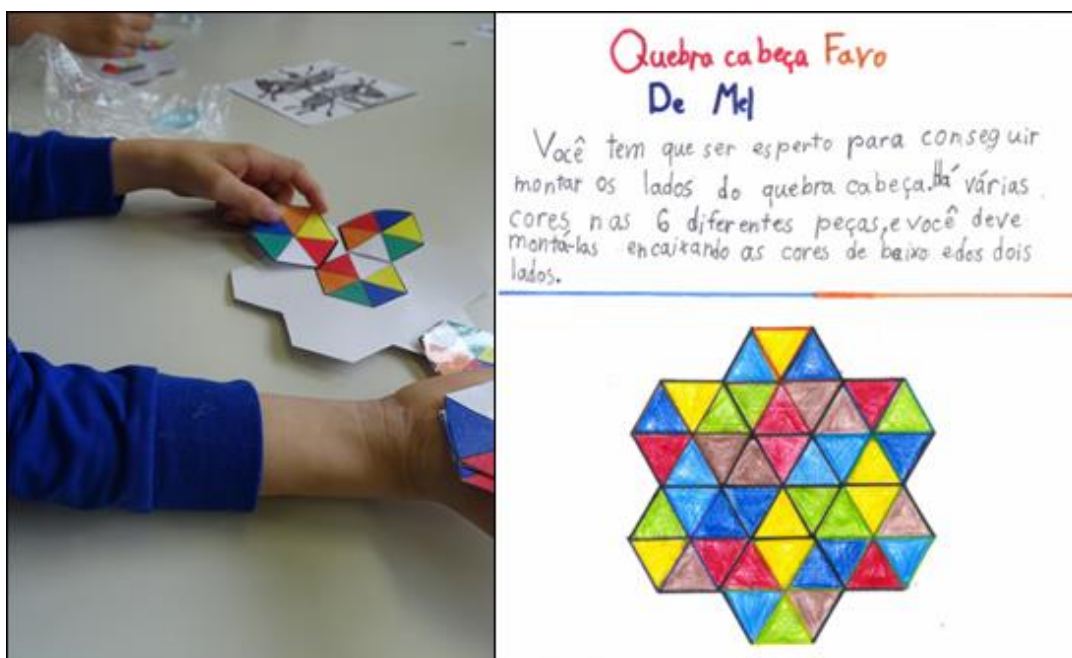 Quebra cabeça Favo
De Mel
Você tem que ser esperto para conseguir
montar os lados do quebra cabeça. Há várias
cores nas 6 diferentes peças, e você deve
montá-las encaixando as cores de baixo e dos dois
lados.